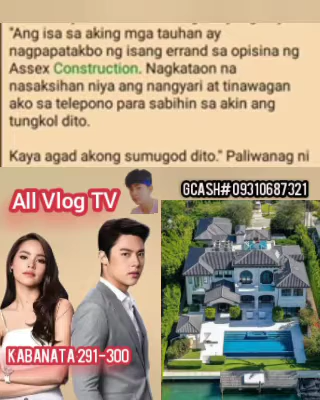 "Ang isa sa aking mga tauhan ay
nagpapatakbo ng isang errand sa opisina ng
Assex Construction. Nagkataon na
nasaksihan niya ang nangyari at tinawagan
ako sa telepono para sabihin sa akin ang
tungkol dito.
Kaya agad akong sumugod dito." Paliwanag ni
All Vlog TV
GCASH# 09310687321
KABANATA 291-300